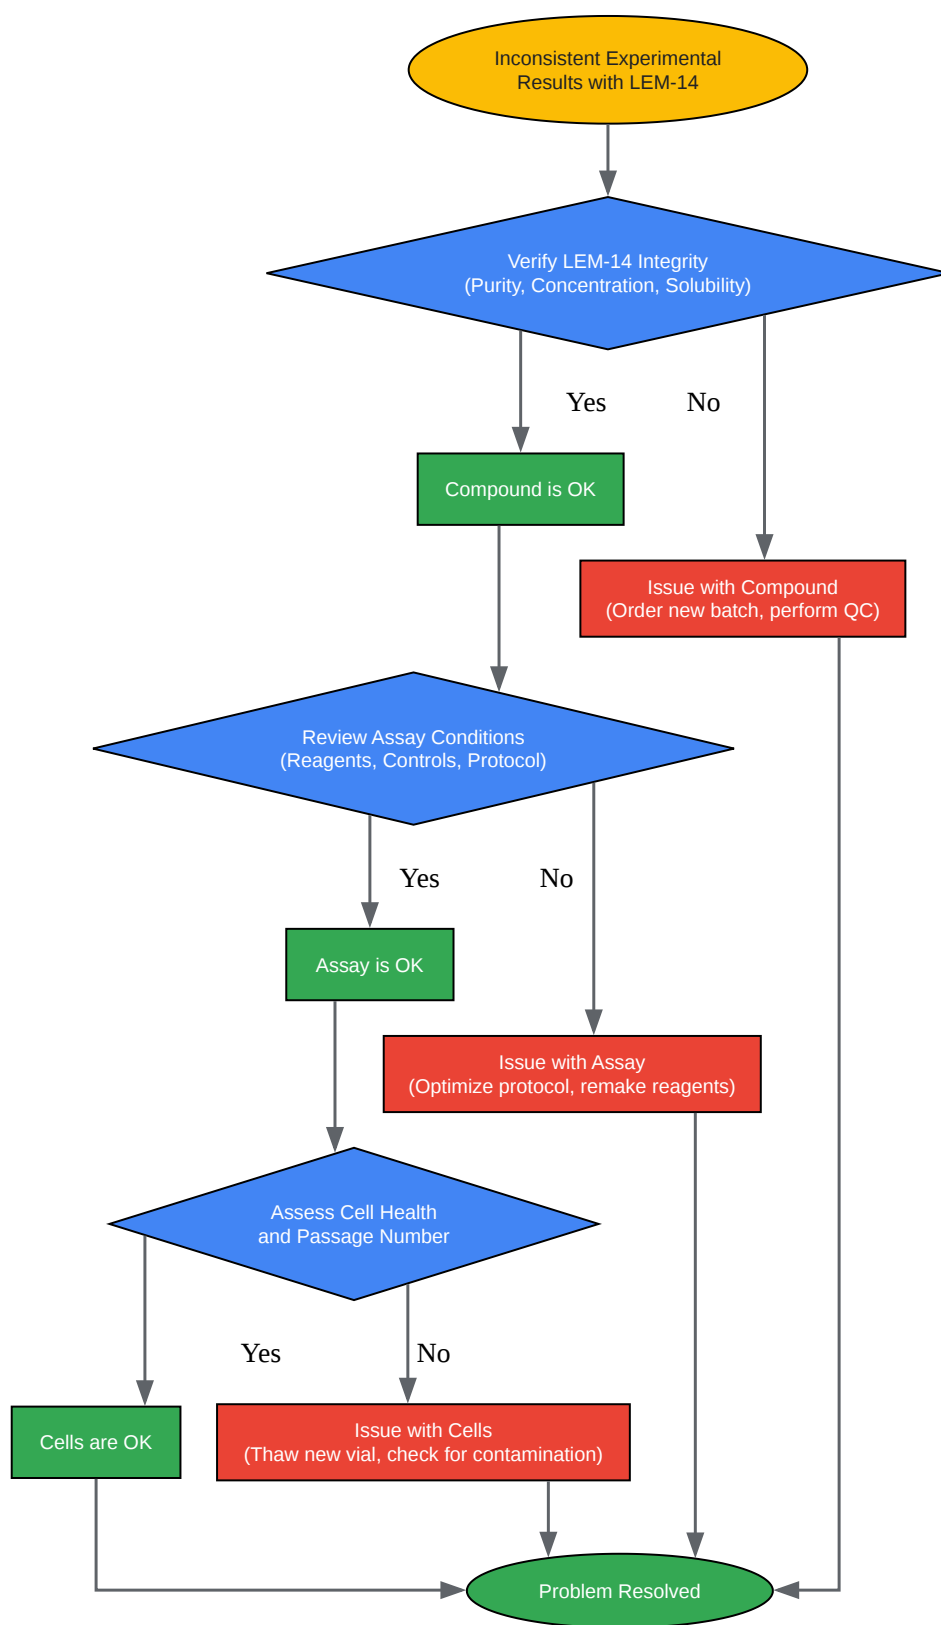 Inconsistent Experimental
Results with LEM-14
Verify LEM-14 Integrity
(Purity, Concentration, Solubility)
Yes
No
Compound is OK
Issue with Compound
(Order new batch, perform QC)
Review Assay Conditions
(Reagents, Controls, Protocol)
Yes
No
Assay is OK
Issue with Assay
(Optimize protocol, remake reagents)
Assess Cell Health
and Passage Number
Yes
No
Cells are OK
Issue with Cells
(Thaw new vial, check for contamination)
Problem Resolved